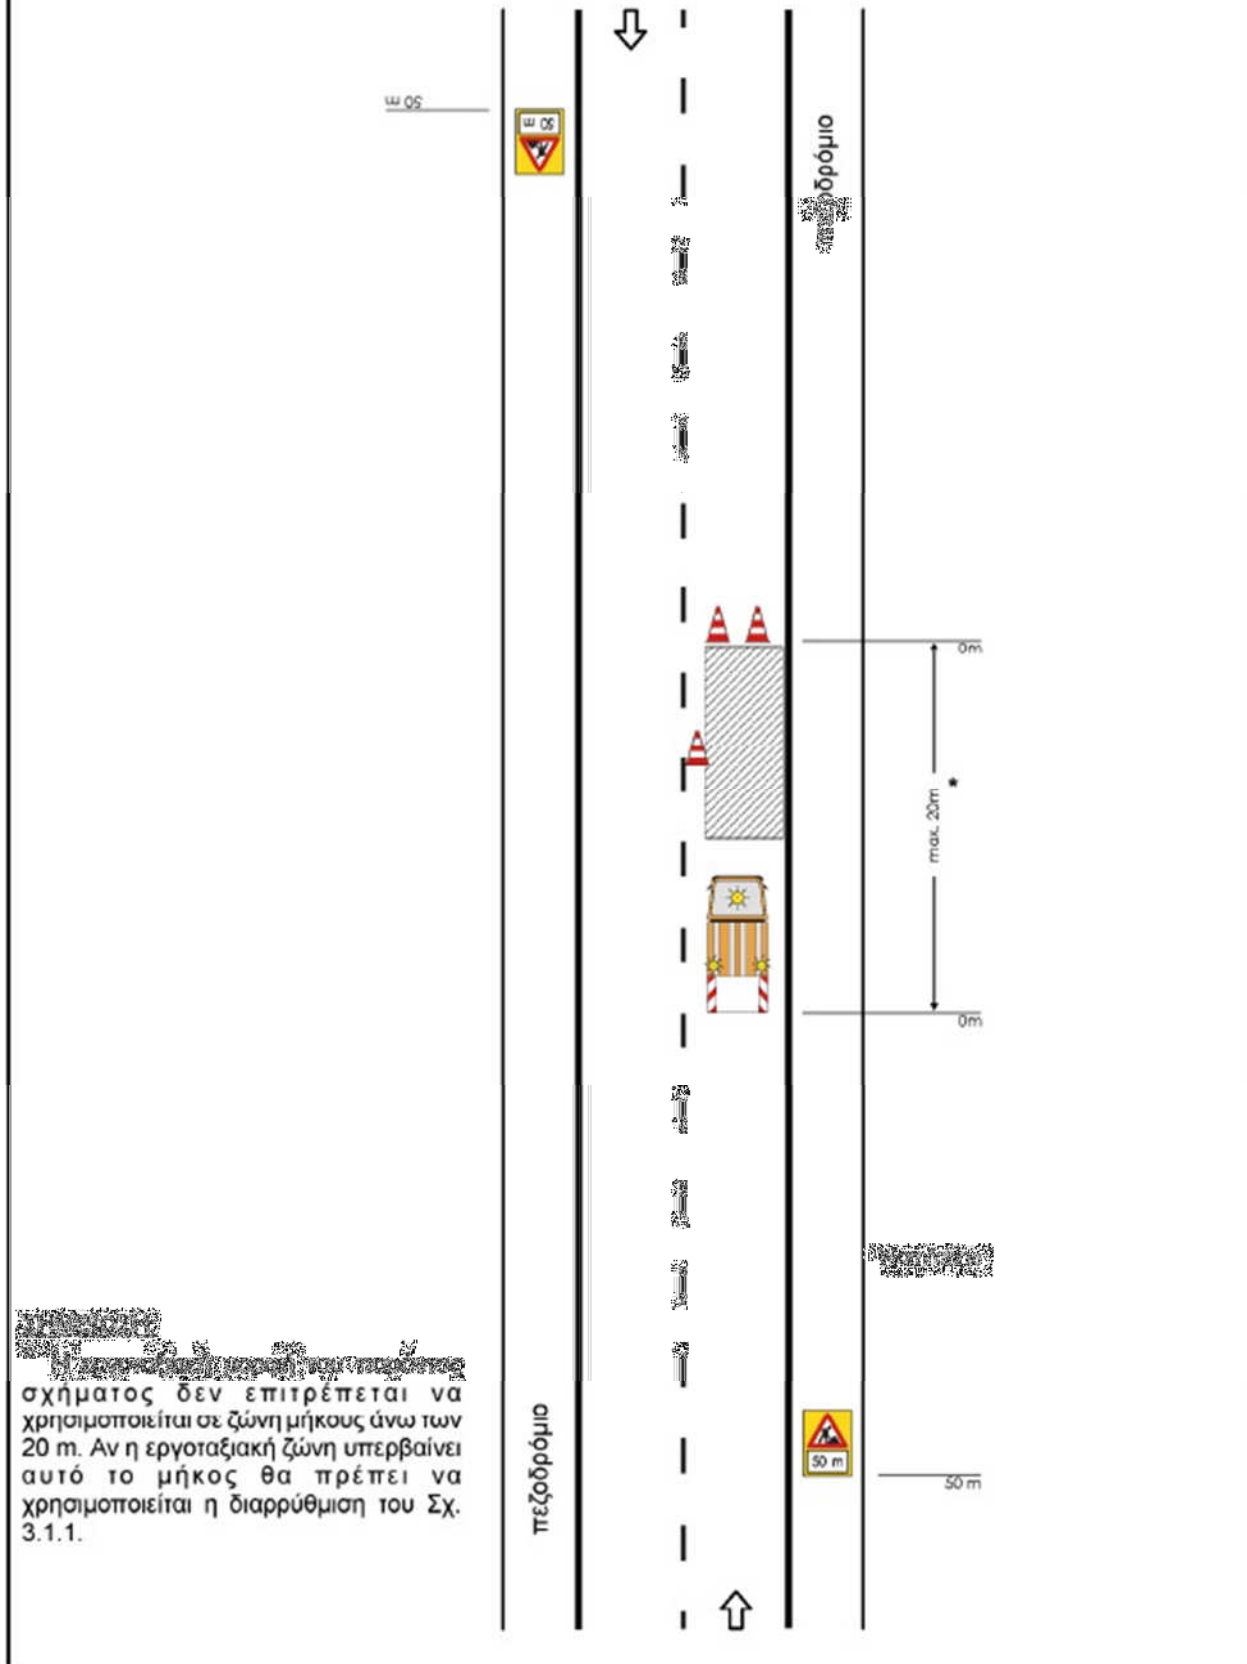 50 m
50 m
πεζοδρόμιο
0m
max. 20m *
0m
σχήματος δεν επιτρέπεται να
χρησιμοποιείται σε ζώνη μήκους άνω των
20 m. Αν η εργοταξιακή ζώνη υπερβαίνει
αυτό το μήκος θα πρέπει να
χρησιμοποιείται η διαρρύθμιση του Σχ.
3.1.1.
πεζοδρόμιο
50 m
50 m